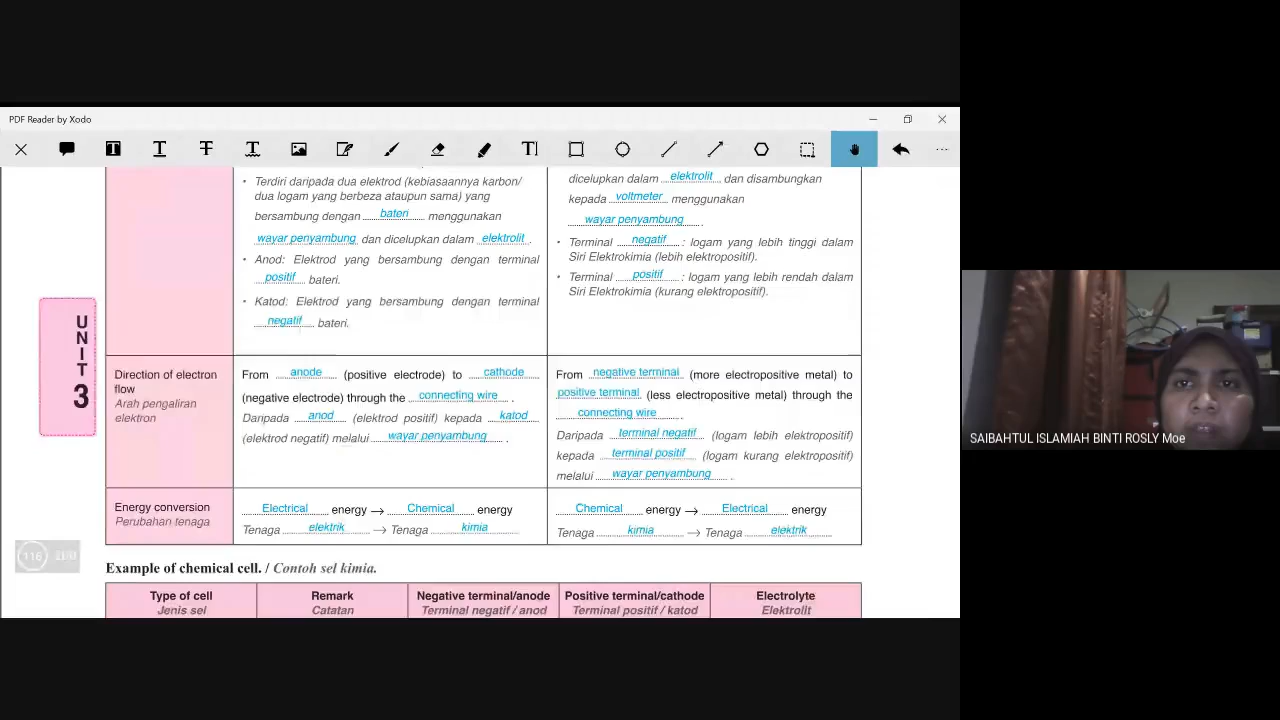 PDF Reader by Xodo
UNIT
3
• Terdiri daripada dua elektrod (kebiasaannya karbon/
dua logam yang berbeza ataupun sama) yang
bersambung dengan bateri menggunakan
wayar penyambung dan dicelupkan dalam elektrolit.
• Anod: Elektrod yang bersambung dengan terminal
positif bateri.
• Katod: Elektrod yang bersambung dengan terminal
negatif bateri.
dicelupkan dalam elektrolit dan disambungkan
kepada voltmeter menggunakan
wayar penyambung.
• Terminal negatif : logam yang lebih tinggi dalam
Siri Elektrokimia (lebih elektropositif).
• Terminal positif : logam yang lebih rendah dalam
Siri Elektrokimia (kurang elektropositif).
Direction of electron
flow
Arah pengaliran
elektron
From anode (positive electrode) to cathode
(negative electrode) through the connecting wire.
Daripada anod (elektrod positif) kepada katod
(elektrod negatif) melalui wayar penyambung.
From negative terminal (more electropositive metal) to
positive terminal (less electropositive metal) through the
connecting wire.
Daripada terminal negatif (logam lebih elektropositif)
kepada terminal positif (logam kurang elektropositif)
melalui wayar penyambung.
Energy conversion
Perubahan tenaga
Electrical energy → Chemical energy
Tenaga elektrik → Tenaga kimia
Chemical energy → Electrical energy
Tenaga kimia → Tenaga elektrik
116
Example of chemical cell. / Contoh sel kimia.
Type of cell
Jenis sel
Remark
Catatan
Negative terminal/anode
Terminal negatif / anod
Positive terminal/cathode
Terminal positif / katod
Electrolyte
Elektrolit
SAIBAHTUL ISLAMIAH BINTI ROSLY Moe